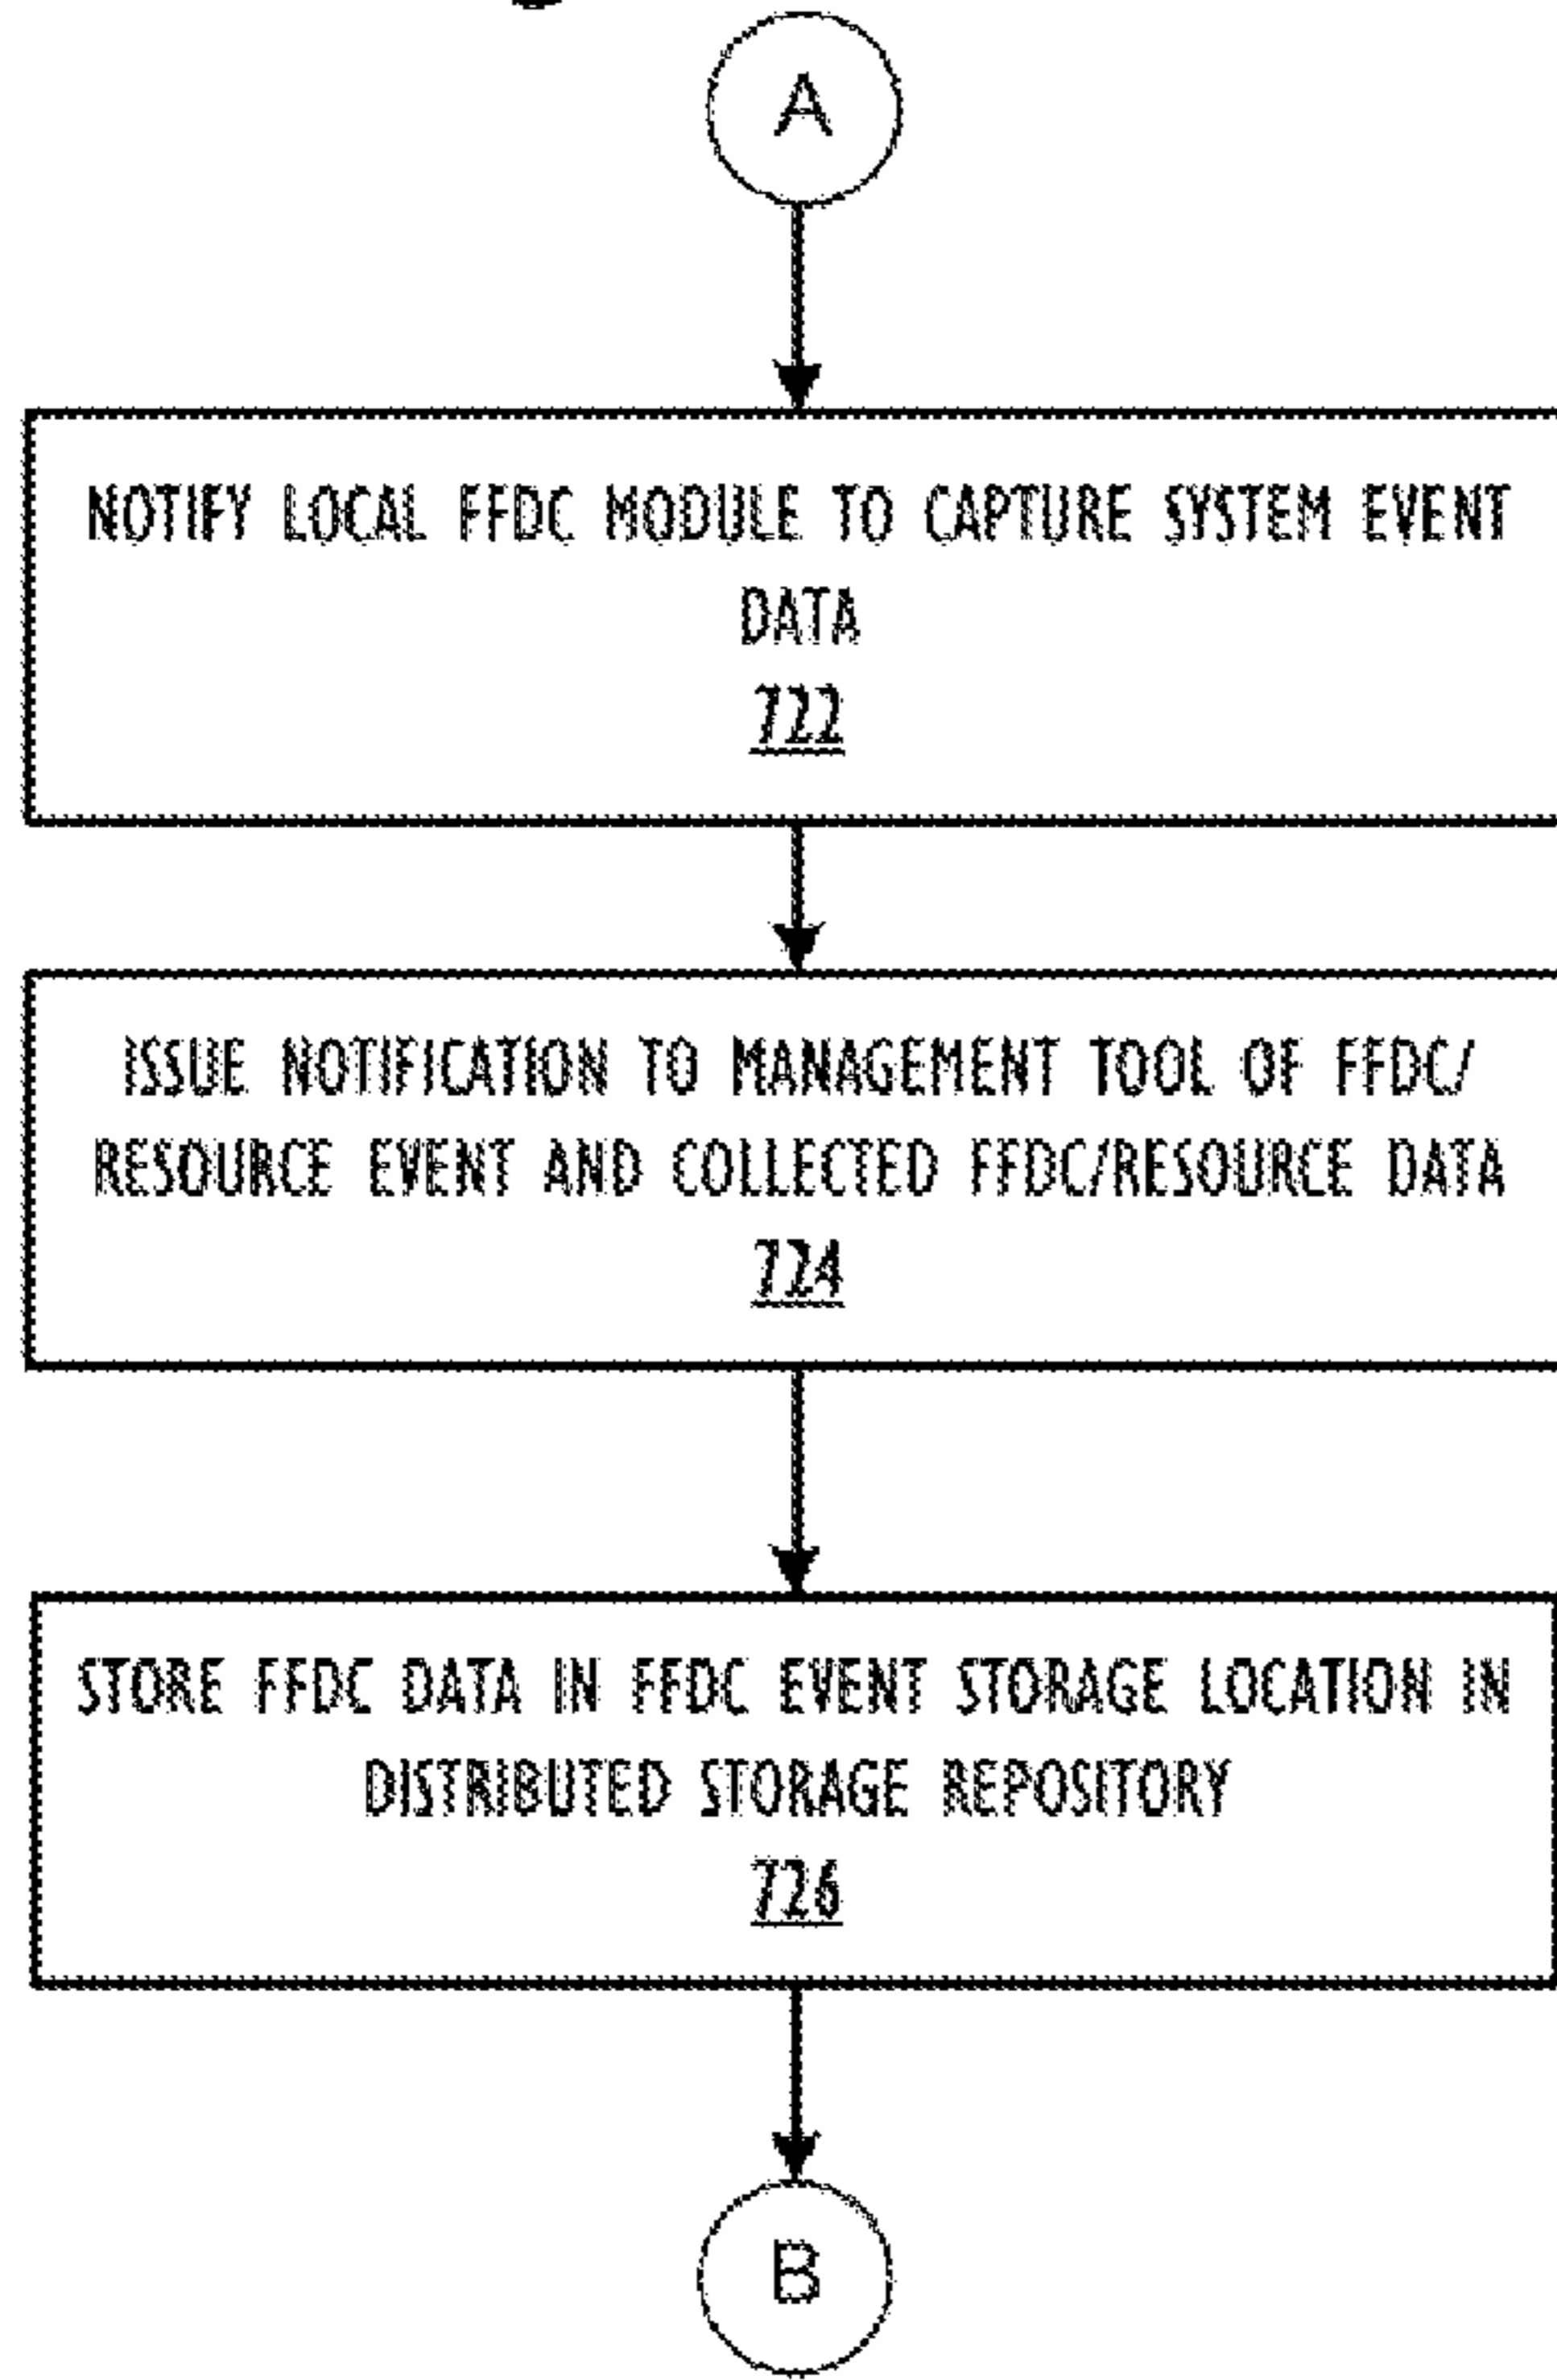 A
NOTIFY LOCAL FFDC MODULE TO CAPTURE SYSTEM EVENT
DATA
722
ISSUE NOTIFICATION TO MANAGEMENT TOOL OF FFDC/
RESOURCE EVENT AND COLLECTED FFDC/RESOURCE DATA
724
STORE FFDC DATA IN FFDC EVENT STORAGE LOCATION IN
DISTRIBUTED STORAGE REPOSITORY
726
B